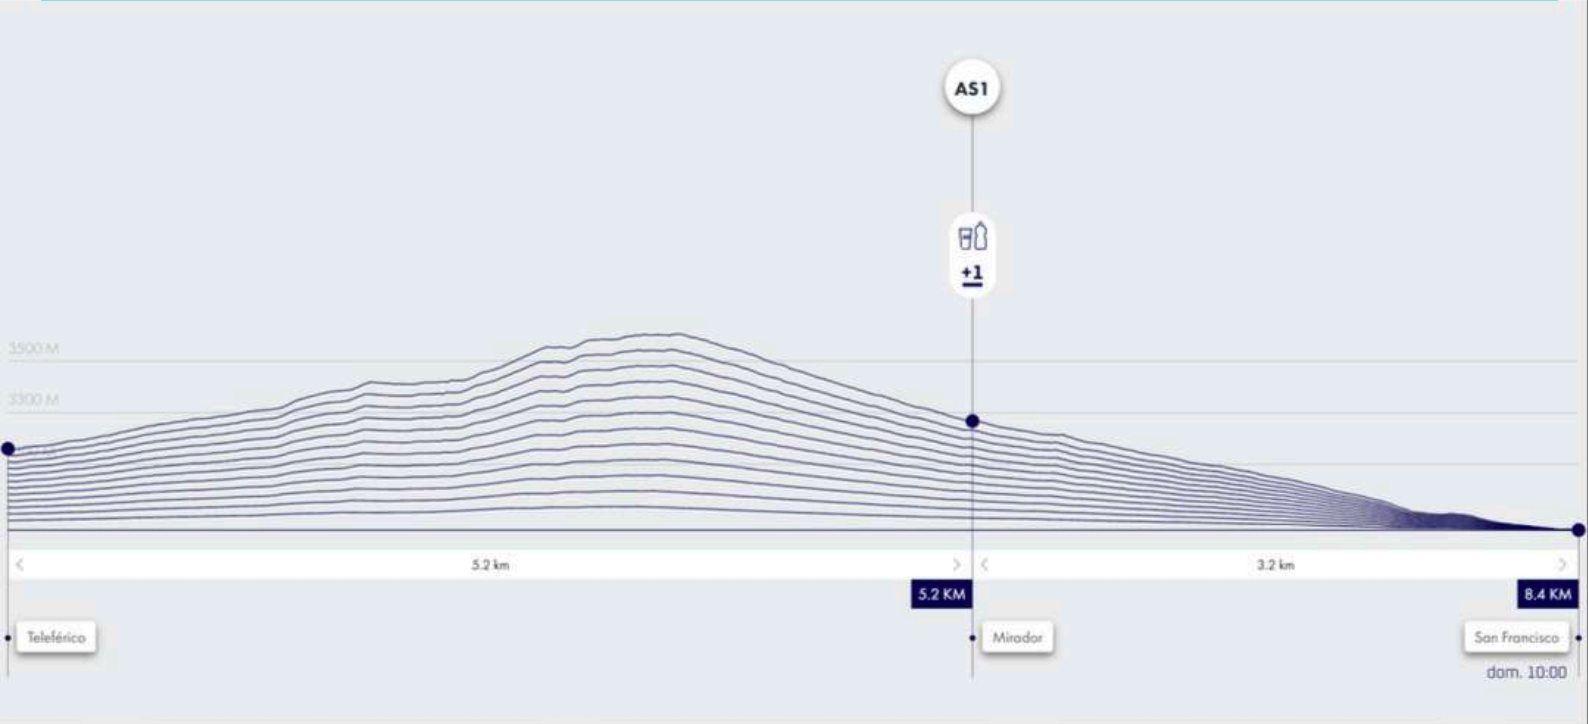 AS1
+1
3500 M
3300 M
5.2 km
3.2 km
5.2 KM
8.4 KM
Teleférico
Mirador
San Francisco
dom. 10:00